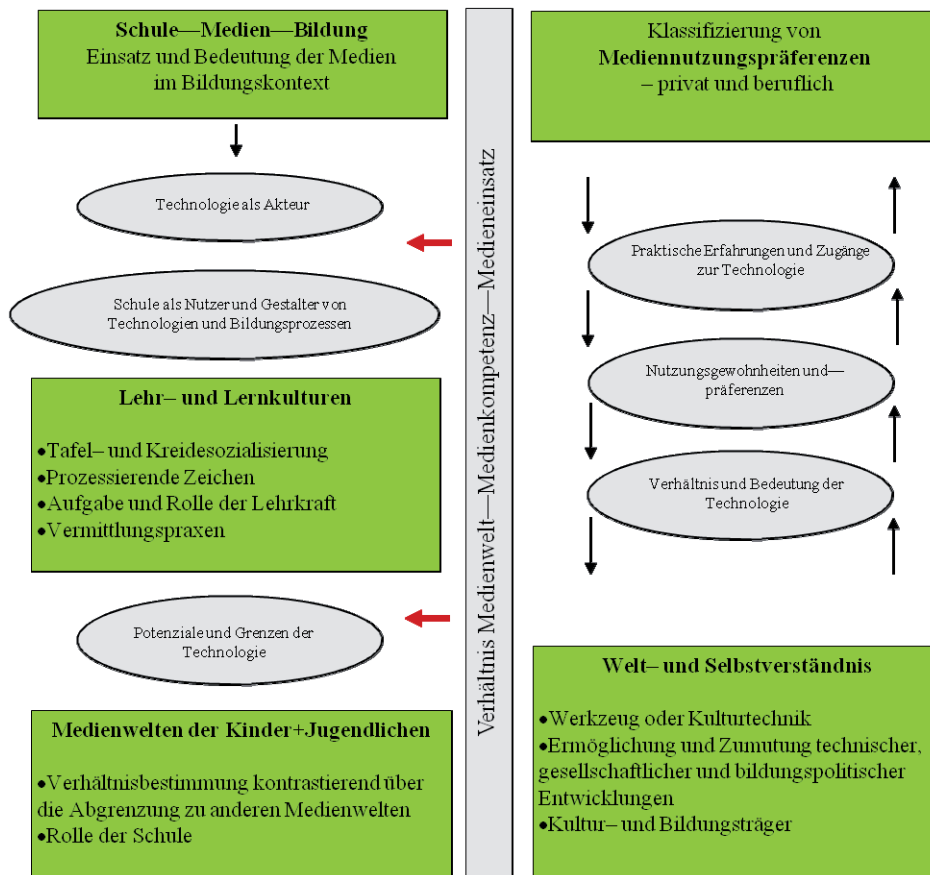 Schule—Medien—Bildung
Einsatz und Bedeutung der Medien
im Bildungskontext
Technologie als Akteur
Schule als Nutzer und Gestalter von
Technologien und Bildungsprozessen
Lehr– und Lernkulturen
●Tafel– und Kreidesozialisierung
●Prozessierende Zeichen
●Aufgabe und Rolle der Lehrkraft
●Vermittlungspraxen
Potenziale und Grenzen der
Technologie
Medienwelten der Kinder+Jugendlichen
●Verhältnisbestimmung kontrastierend über
die Abgrenzung zu anderen Medienwelten
●Rolle der Schule
Verhältnis Medienwelt—Medienkompetenz—Medieneinsatz
Klassifizierung von
Mediennutzungspräferenzen
– privat und beruflich
Praktische Erfahrungen und Zugänge
zur Technologie
Nutzungsgewohnheiten und—
präferenzen
Verhältnis und Bedeutung der
Technologie
Welt– und Selbstverständnis
●Werkzeug oder Kulturtechnik
●Ermöglichung und Zumutung technischer,
gesellschaftlicher und bildungspolitischer
Entwicklungen
●Kultur– und Bildungsträger